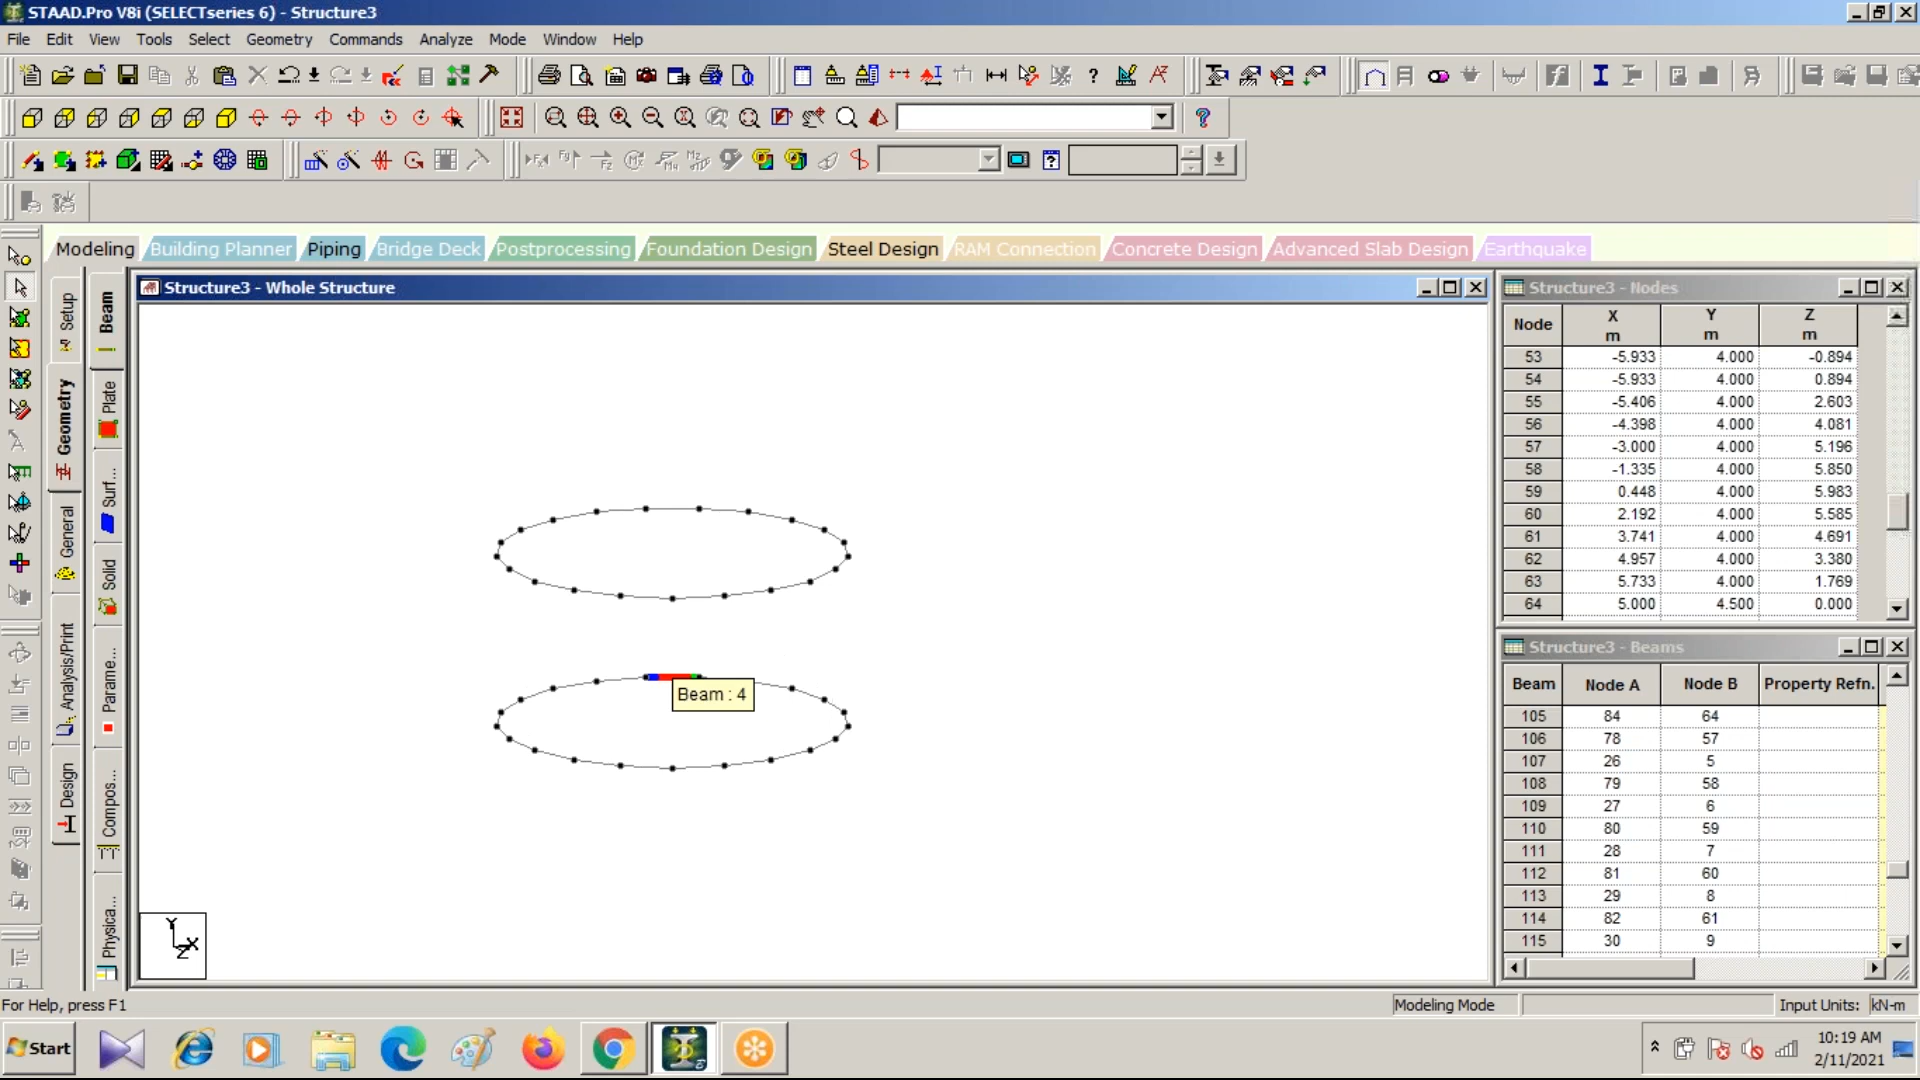 STAAD.Pro V8i (SELECTseries 6) - Structure3
File Edit View Tools Select Geometry Commands Analyze Mode Window Help
Modeling Building Planner Piping Bridge Deck Postprocessing Foundation Design Steel Design RAM Connection Concrete Design Advanced Slab Design Earthquake
Setup
Geometry
General
Analysis/Print
Design
Beam
Plate
Surf...
Solid
Parame...
Compos...
Physica...
Structure3 - Whole Structure
Beam : 4
Y
X
Z
Structure3 - Nodes
Node X m Y m Z m
53 -5.933 4.000 -0.894
54 -5.933 4.000 0.894
55 -5.406 4.000 2.603
56 -4.398 4.000 4.081
57 -3.000 4.000 5.196
58 -1.335 4.000 5.850
59 0.448 4.000 5.983
60 2.192 4.000 5.585
61 3.741 4.000 4.691
62 4.957 4.000 3.380
63 5.733 4.000 1.769
64 5.000 4.500 0.000
Structure3 - Beams
Beam Node A Node B Property Refn.
105 84 64
106 78 57
107 26 5
108 79 58
109 27 6
110 80 59
111 28 7
112 81 60
113 29 8
114 82 61
115 30 9
For Help, press F1
Modeling Mode
Input Units: kN-m
Start
10:19 AM
2/11/2021